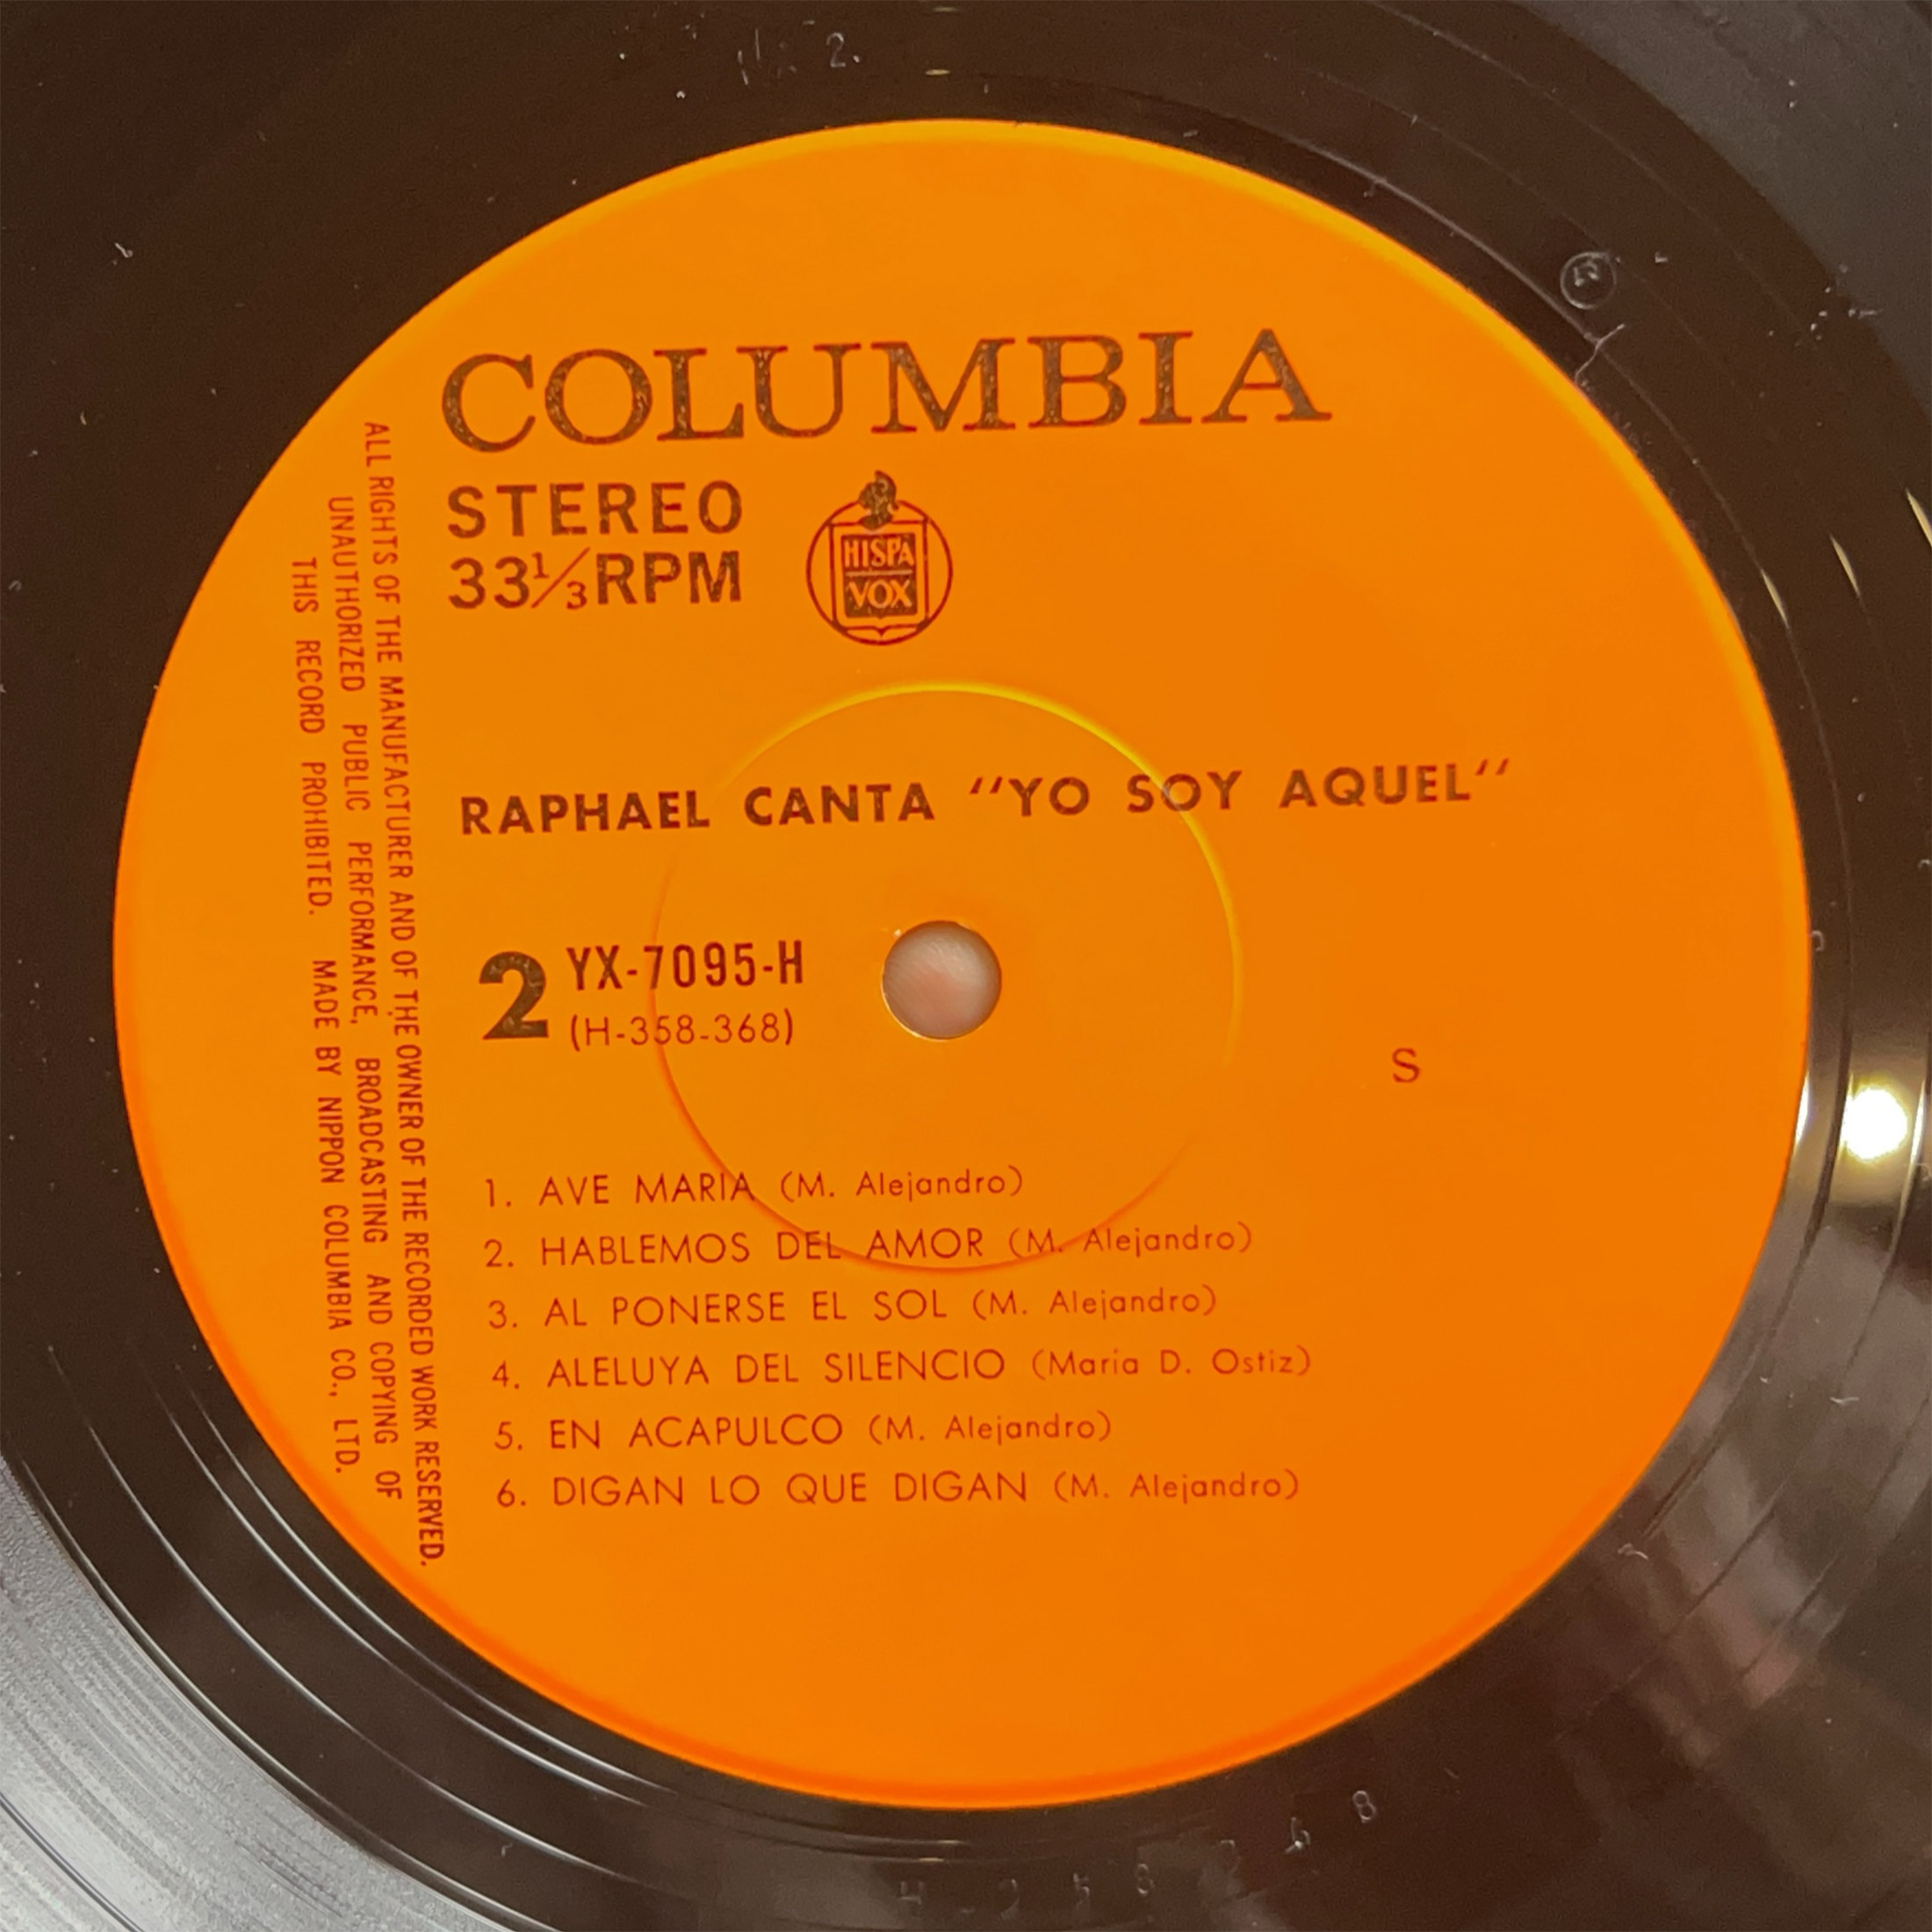 COLUMBIA
STEREO
33⅓RPM
HISPA
VOX
RAPHAEL CANTA "YO SOY AQUEL"
2 YX-7095-H
(H-358-368)
S
1. AVE MARIA (M. Alejandro)
2. HABLEMOS DEL AMOR (M. Alejandro)
3. AL PONERSE EL SOL (M. Alejandro)
4. ALELUYA DEL SILENCIO (María D. Ostiz)
5. EN ACAPULCO (M. Alejandro)
6. DIGAN LO QUE DIGAN (M. Alejandro)
ALL RIGHTS OF THE MANUFACTURER AND OF THE OWNER OF THE RECORDED WORK RESERVED.
UNAUTHORIZED PUBLIC PERFORMANCE, BROADCASTING AND COPYING OF
THIS RECORD PROHIBITED. MADE BY NIPPON COLUMBIA CO., LTD.